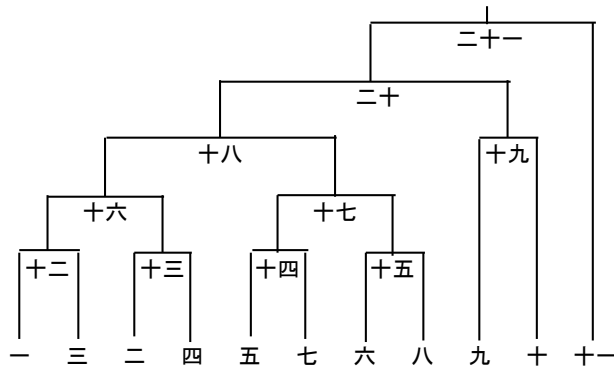 二十一
二十
十八 十九
十六 十七
十二 十三 十四 十五
一 三 二 四 五 七 六 八 九 十 十一